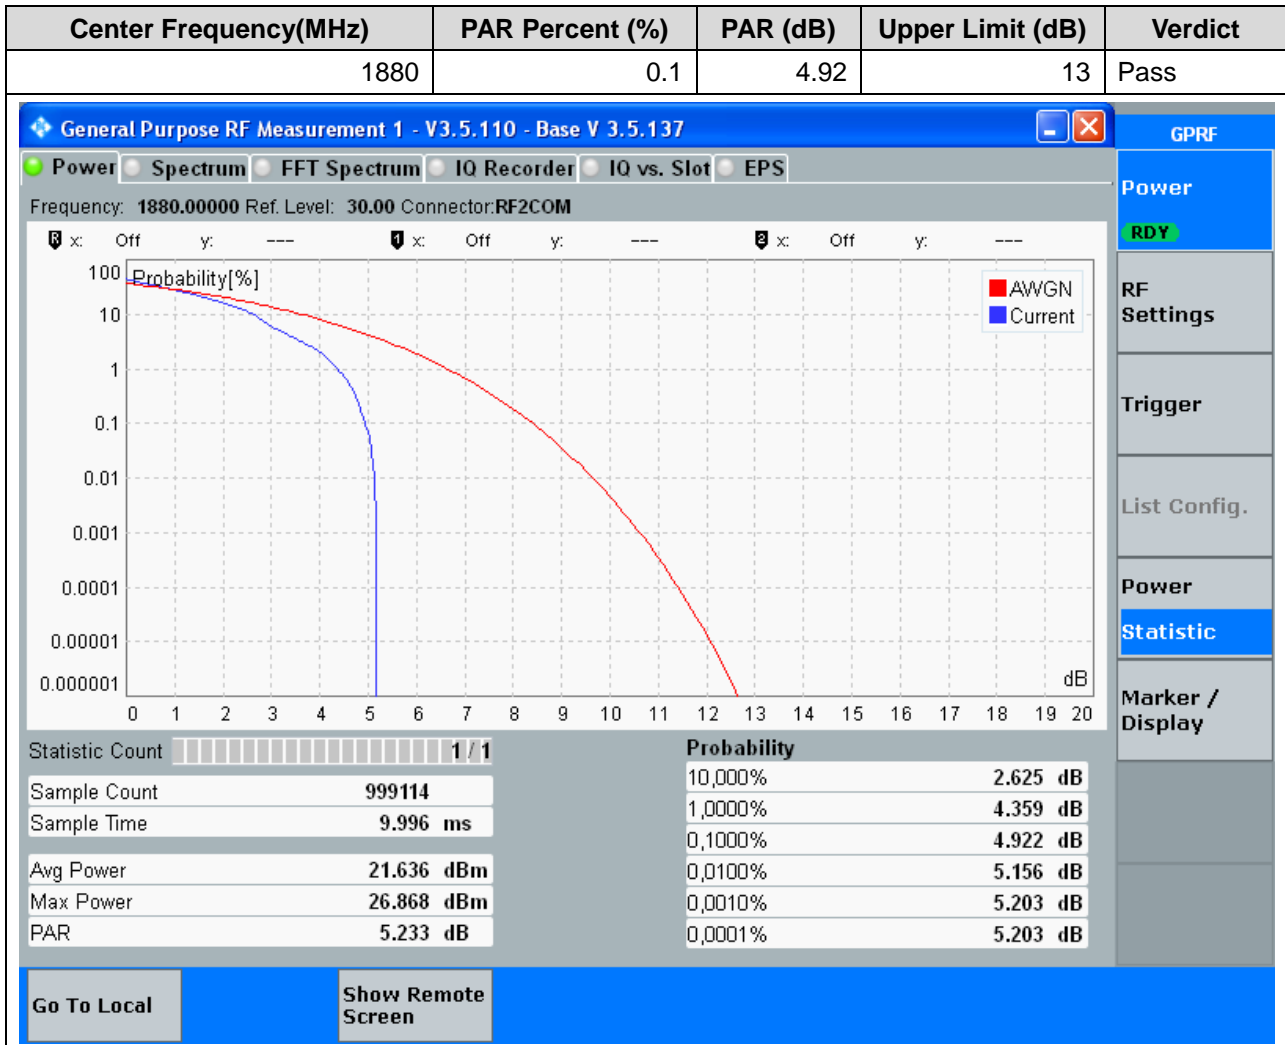 Center Frequency(MHz) PAR Percent (%) PAR (dB) Upper Limit (dB) Verdict
1880 0.1 4.92 13 Pass
General Purpose RF Measurement 1 - V3.5.110 - Base V 3.5.137
GPRF
Power Spectrum FFT Spectrum IQ Recorder IQ vs. Slot EPS
Power
RDY
Frequency: 1880.00000 Ref. Level: 30.00 Connector:RF2COM
R x: Off y: --- 1 x: Off y: --- 2 x: Off y: ---
Probability[%]
AWGN
Current
100
10
1
0.1
0.01
0.001
0.0001
0.00001
0.000001
dB
0 1 2 3 4 5 6 7 8 9 10 11 12 13 14 15 16 17 18 19 20
RF
Settings
Trigger
List Config.
Power
Statistic
Marker /
Display
Statistic Count 1 / 1
Sample Count 999114
Sample Time 9.996 ms
Avg Power 21.636 dBm
Max Power 26.868 dBm
PAR 5.233 dB
Probability
10,000% 2.625 dB
1,0000% 4.359 dB
0,1000% 4.922 dB
0,0100% 5.156 dB
0,0010% 5.203 dB
0,0001% 5.203 dB
Go To Local
Show Remote
Screen